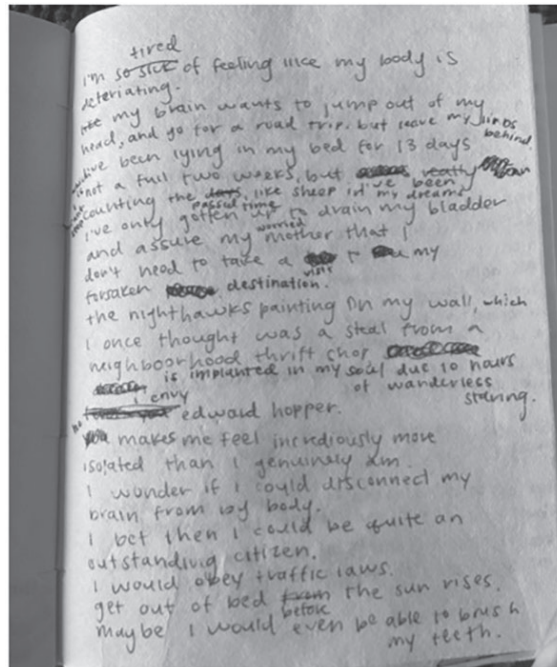 tired
I'm so sick of feeling like my body is
deteriating.
like my brain wants to jump out of my
head, and go for a road trip. but leave my limbs
behind.
I've been lying in my bed for 13 days
not a full two weeks, but really
I've been
counting the days, like sheep in my dreams
passed time
I've only gotten up to drain my bladder
worried
and assure my mother that I
don't need to take a to my
visit
forsaken destination.
the nighthawks painting on my wall, which
I once thought was a steal from a
neighboorhood thrift shop
is implanted in my soul due to hours
of wanderless
staring.
I envy
edward hopper.
he makes me feel incrediously more
isolated than I genuinely am.
I wonder if I could disconnect my
brain from my body.
I bet then I could be quite an
outstanding citizen.
I would obey traffic laws.
get out of bed from the sun rises.
before
maybe I would even be able to brush
my teeth.